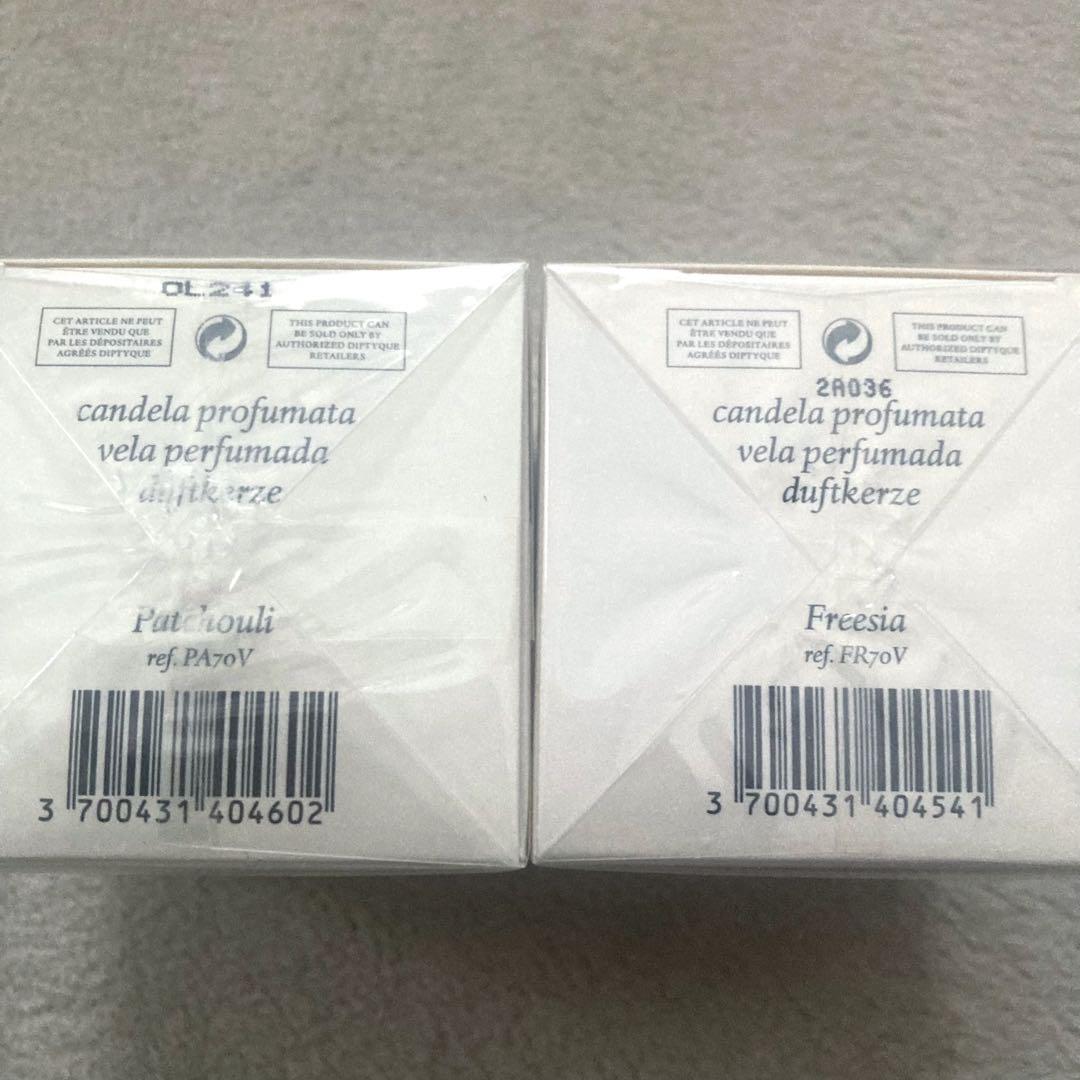 OL241
CET ARTICLE NE PEUT
ÊTRE VENDU QUE
PAR LES DÉPOSITAIRES
AGRÉÉS DIPTYQUE
THIS PRODUCT CAN
BE SOLD ONLY BY
AUTHORIZED DIPTYQUE
RETAILERS
candela profumata
vela perfumada
duftkerze
Patchouli
ref. PA70V
3 700431 404602
CET ARTICLE NE PEUT
ÊTRE VENDU QUE
PAR LES DÉPOSITAIRES
AGRÉÉS DIPTYQUE
THIS PRODUCT CAN
BE SOLD ONLY BY
AUTHORIZED DIPTYQUE
RETAILERS
2A036
candela profumata
vela perfumada
duftkerze
Freesia
ref. FR70V
3 700431 404541